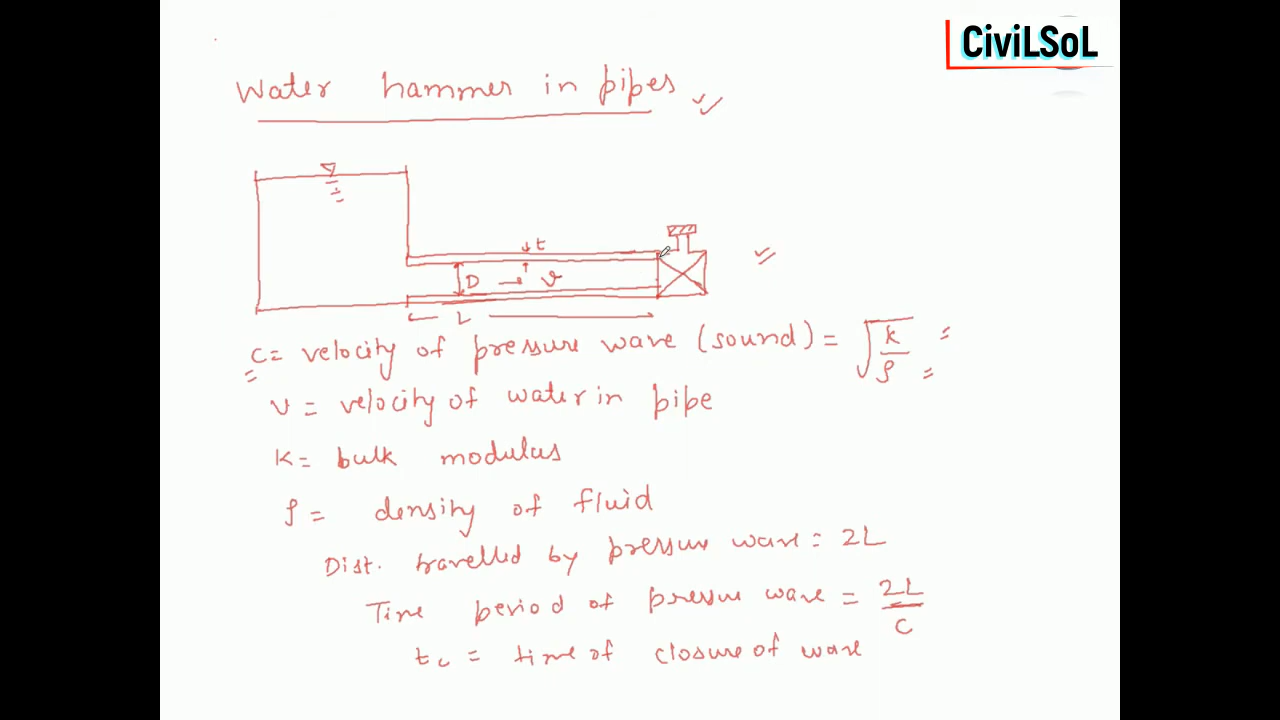 CiviLSoL
Water hammer in pipes
t
D
v
L
C= velocity of pressure wave (sound) = √K/ρ
v = velocity of water in pipe
K= bulk modulus
ρ = density of fluid
Dist. travelled by pressure wave = 2L
Time period of pressure wave = 2L/C
tc = time of closure of wave